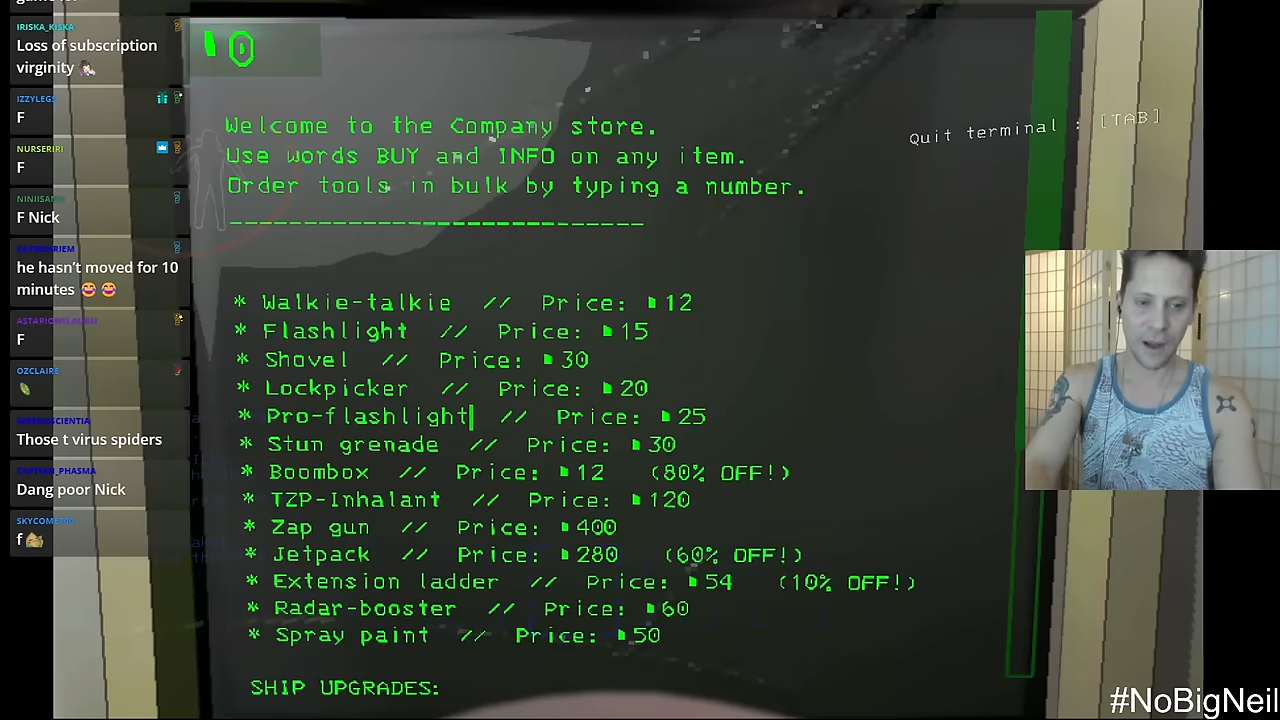 IRISKA_KISKA
Loss of subscription
virginity
IZZYLEGS
F
NURSERIRI
F
F Nick
he hasn't moved for 10
minutes 😂 😂
F
OZCLAIRE
Those t virus spiders
CAPTAIN_PHASMA
Dang poor Nick
f
0
Welcome to the Company store.
Use words BUY and INFO on any item.
Order tools in bulk by typing a number.
----------------------------
Quit terminal : [TAB]
* Walkie-talkie // Price: ▮12
* Flashlight // Price: ▮15
* Shovel // Price: ▮30
* Lockpicker // Price: ▮20
* Pro-flashlight // Price: ▮25
* Stun grenade // Price: ▮30
* Boombox // Price: ▮12 (80% OFF!)
* TZP-Inhalant // Price: ▮120
* Zap gun // Price: ▮400
* Jetpack // Price: ▮280 (60% OFF!)
* Extension ladder // Price: ▮54 (10% OFF!)
* Radar-booster // Price: ▮60
* Spray paint // Price: ▮50
SHIP UPGRADES:
#NoBigNeil